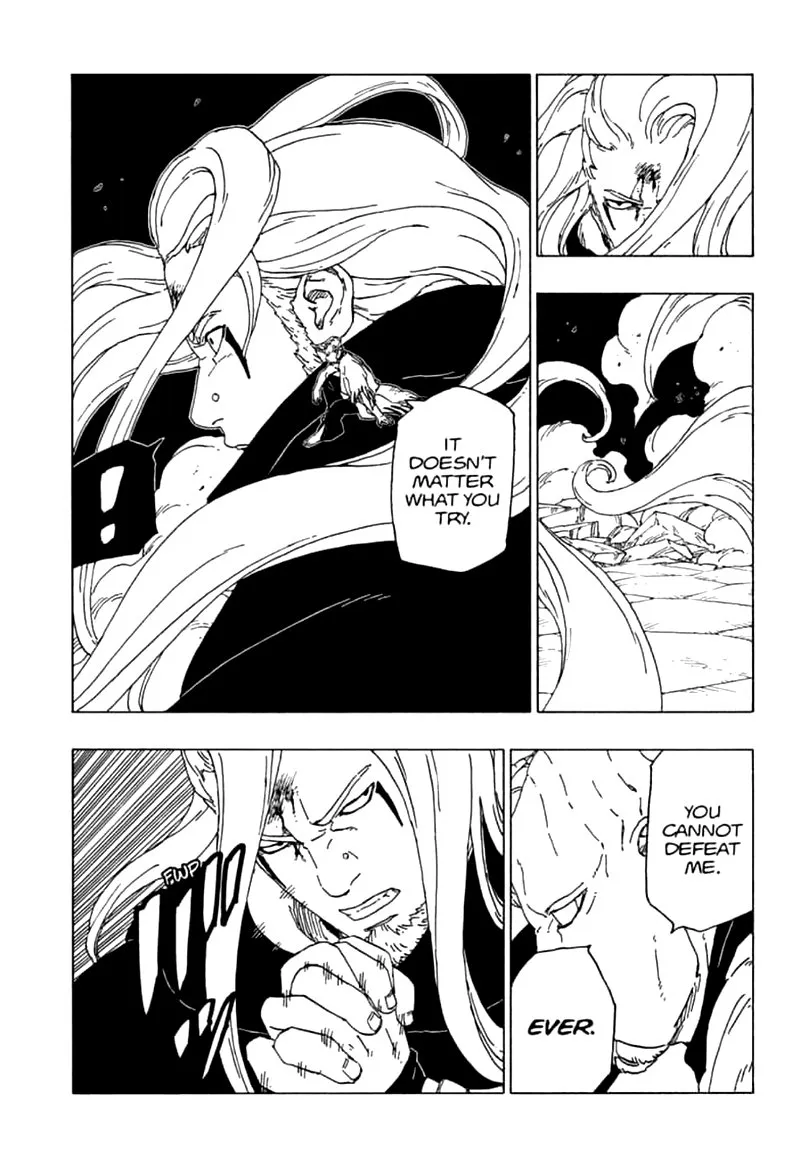 IT
DOESN'T
MATTER
WHAT YOU
TRY.
!
YOU
CANNOT
DEFEAT
ME.
EVER.
FWP